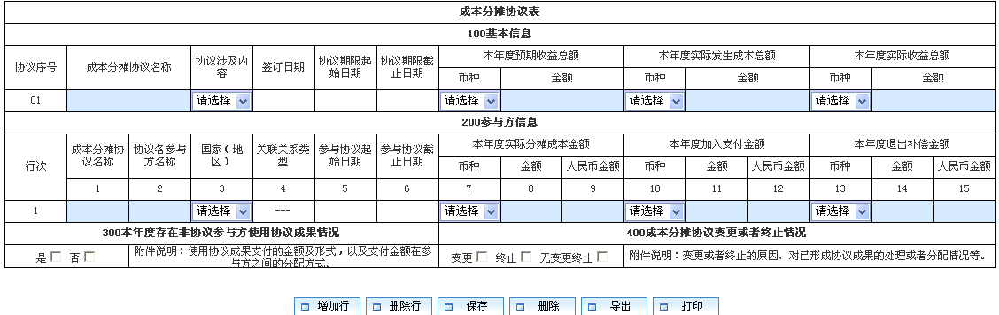 成本分摊协议表
100基本信息
协议序号 成本分摊协议名称 协议涉及内容 签订日期 协议期限起始日期 协议期限截止日期 本年度预期收益总额 本年度实际发生成本总额 本年度实际收益总额
币种 金额 币种 金额 币种 金额
01 请选择 请选择 请选择 请选择
200参与方信息
行次 成本分摊协议名称 协议各参与方名称 国家(地区) 关联关系类型 参与协议起始日期 参与协议截止日期 本年度实际分摊成本金额 本年度加入支付金额 本年度退出补偿金额
币种 金额 人民币金额 币种 金额 人民币金额 币种 金额 人民币金额
1 2 3 4 5 6 7 8 9 10 11 12 13 14 15
1 请选择 --- 请选择 请选择 请选择
300本年度存在非协议参与方使用协议成果情况 400成本分摊协议变更或者终止情况
是 否 附件说明:使用协议成果支付的金额及形式,以及支付金额在参与方之间的分配方式。 变更 终止 无变更终止 附件说明:变更或者终止的原因、对已形成协议成果的处理或者分配情况等。
增加行 删除行 保存 删除 导出 打印